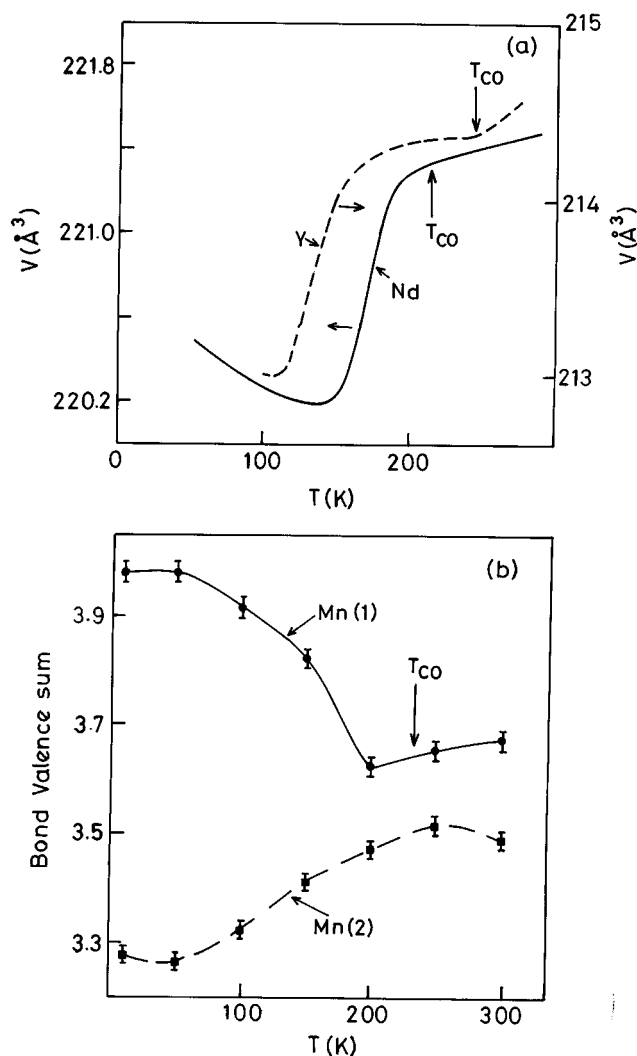 (a)
215
221.8
T_CO
V(Å³)
221.0
214
V(Å³)
T_CO
Y
Nd
220.2
213
0
100
200
T(K)
(b)
3.9
Mn(1)
T_CO
3.7
Bond Valence sum
3.5
Mn(2)
3.3
100
200
300
T(K)